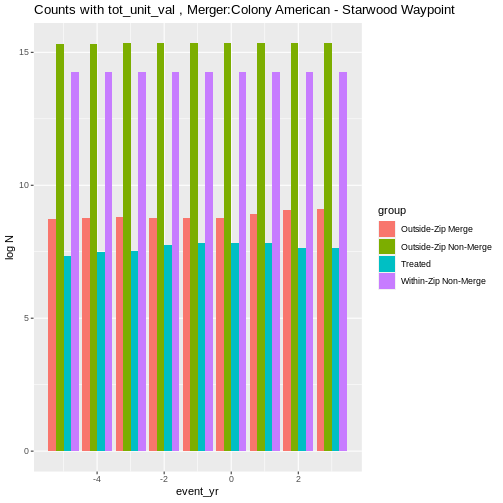 Counts with tot_unit_val , Merger:Colony American - Starwood Waypoint
15
10
5
0
log N
-4
-2
0
2
event_yr
group
Outside-Zip Merge
Outside-Zip Non-Merge
Treated
Within-Zip Non-Merge